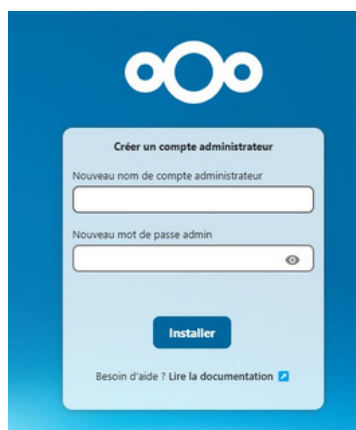 Créer un compte administrateur
Nouveau nom de compte administrateur
Nouveau mot de passe admin
Installer
Besoin d'aide ? Lire la documentation